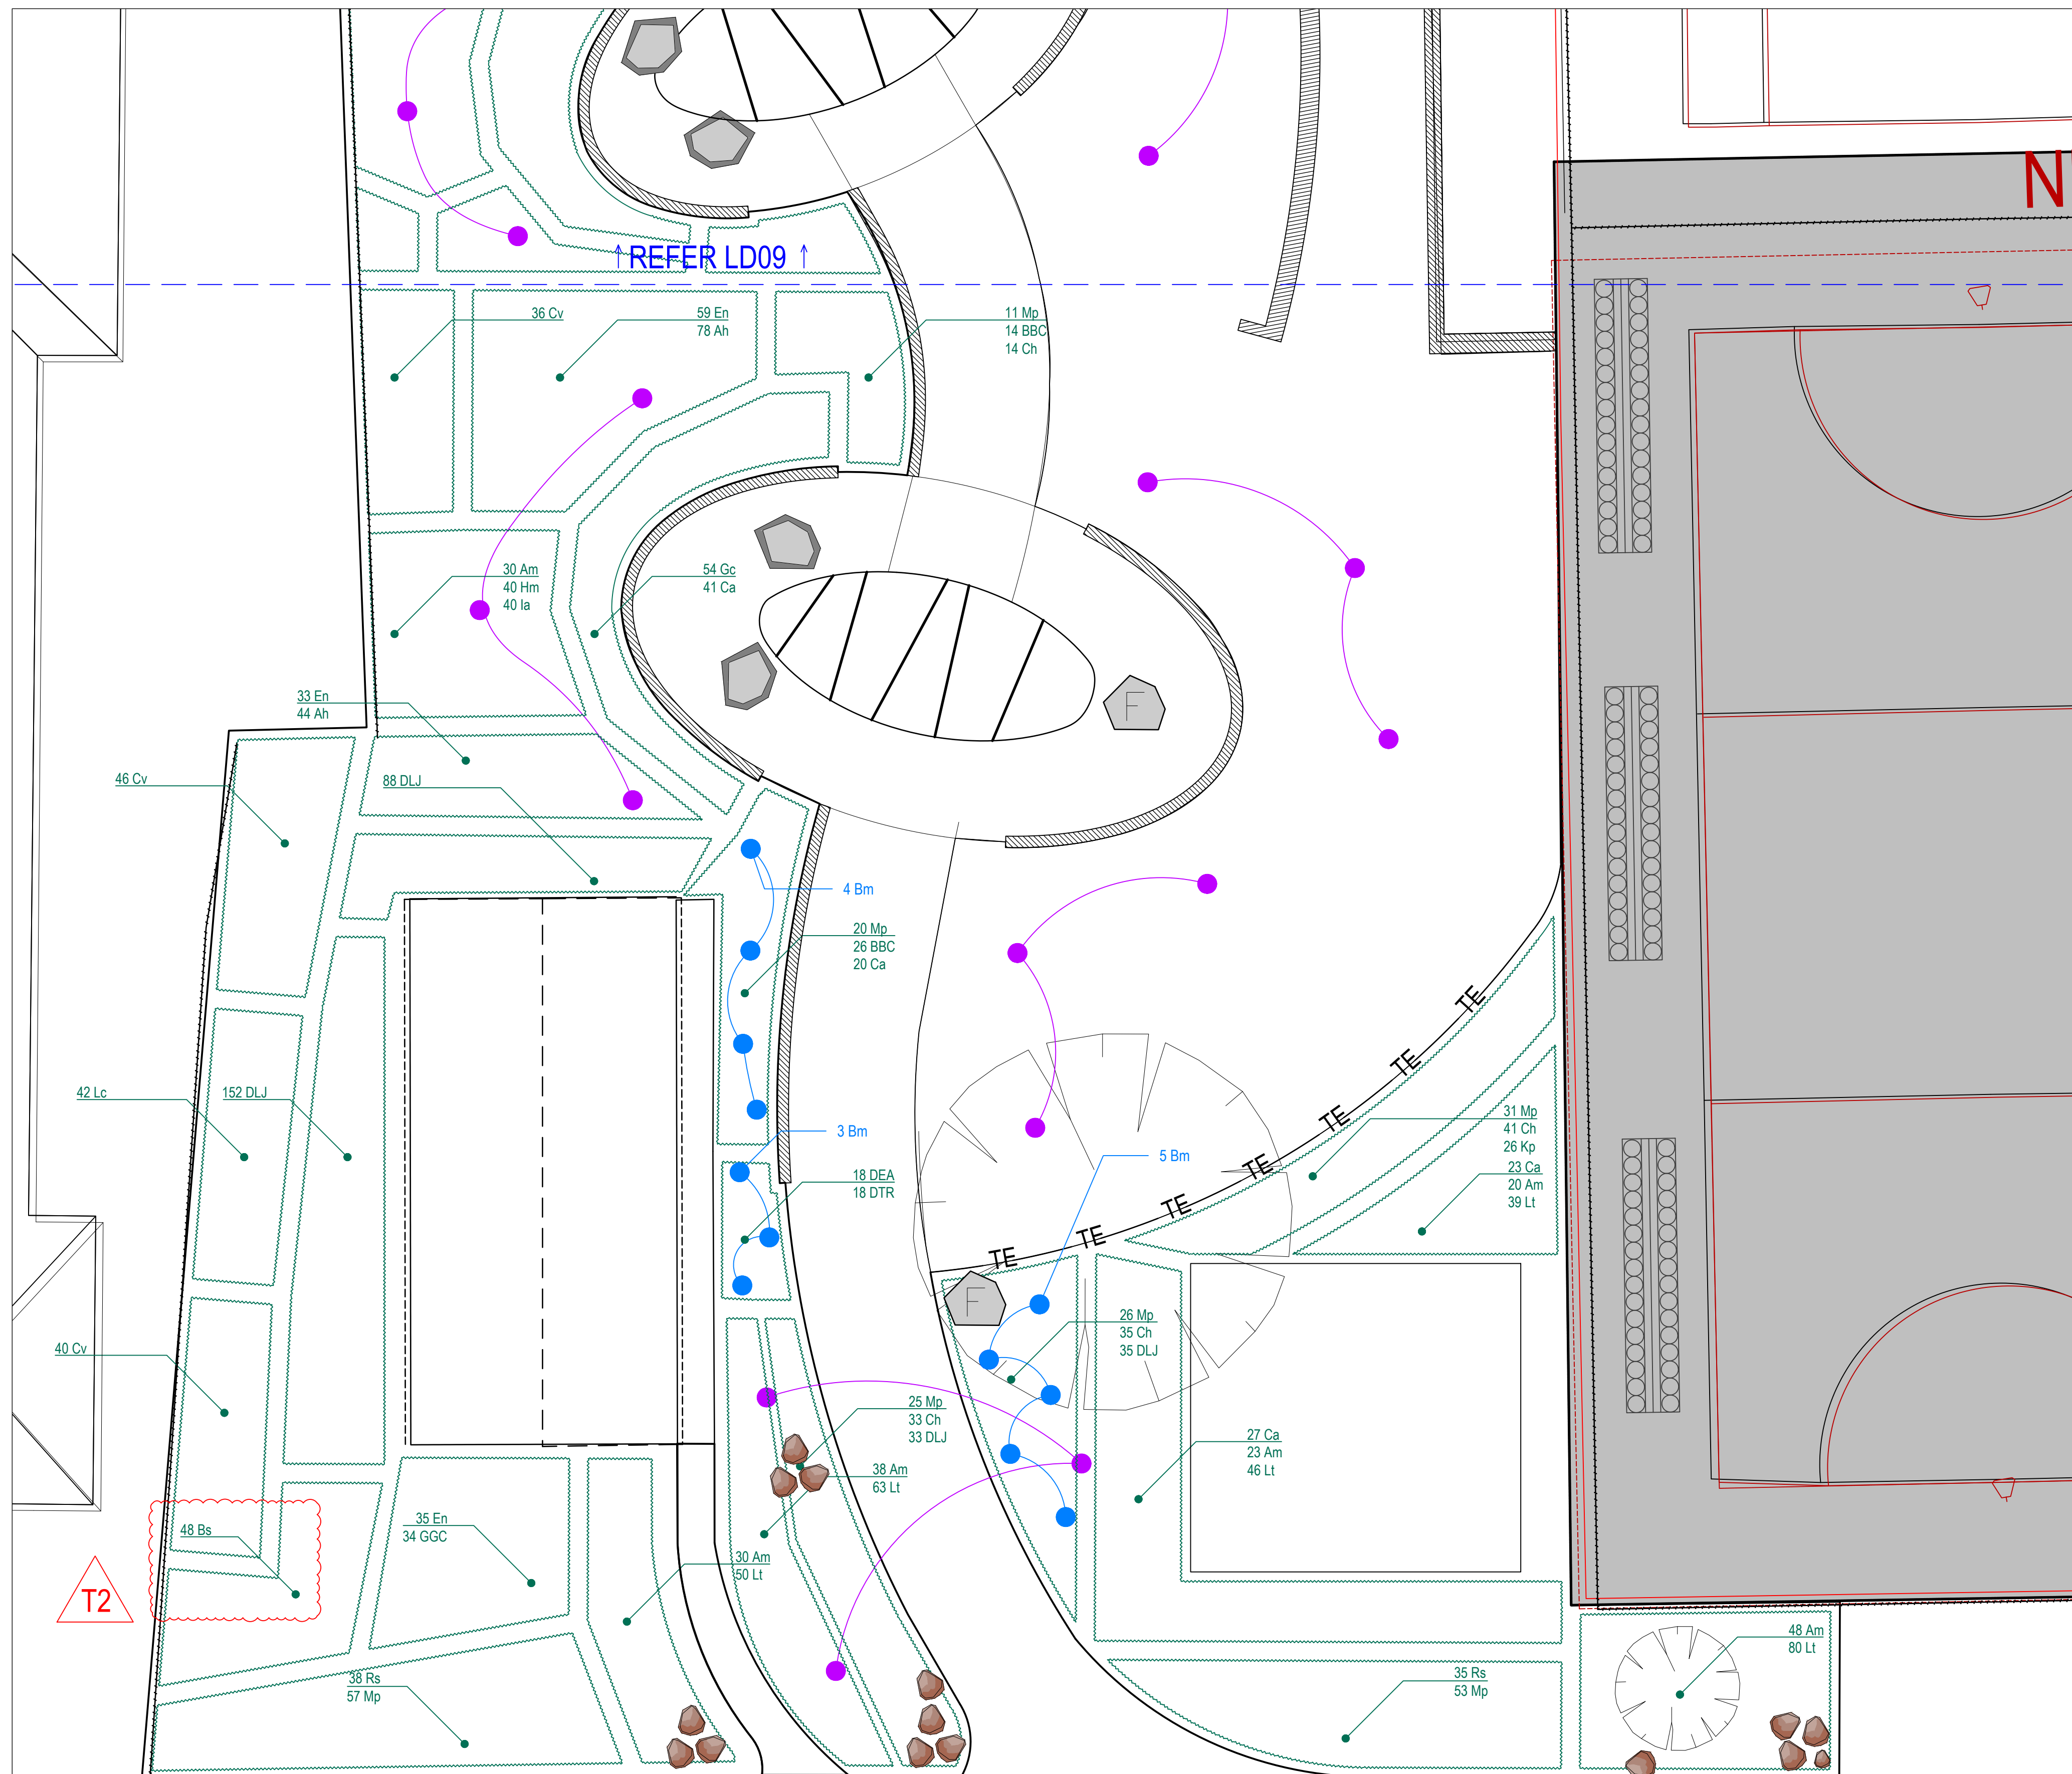 N
↑ REFER LD09 ↑
36 Cv
59 En
78 Ah
11 Mp
14 BBC
14 Ch
30 Am
40 Hm
40 Ia
54 Gc
41 Ca
F
33 En
44 Ah
46 Cv
88 DLJ
4 Bm
20 Mp
26 BBC
20 Ca
TE
TE
TE
TE
TE
TE
TE
42 Lc
152 DLJ
3 Bm
5 Bm
31 Mp
41 Ch
26 Kp
18 DEA
18 DTR
23 Ca
20 Am
39 Lt
F
26 Mp
35 Ch
35 DLJ
40 Cv
25 Mp
33 Ch
33 DLJ
27 Ca
23 Am
46 Lt
38 Am
63 Lt
48 Bs
35 En
34 GGC
30 Am
50 Lt
T2
48 Am
80 Lt
38 Rs
57 Mp
35 Rs
53 Mp